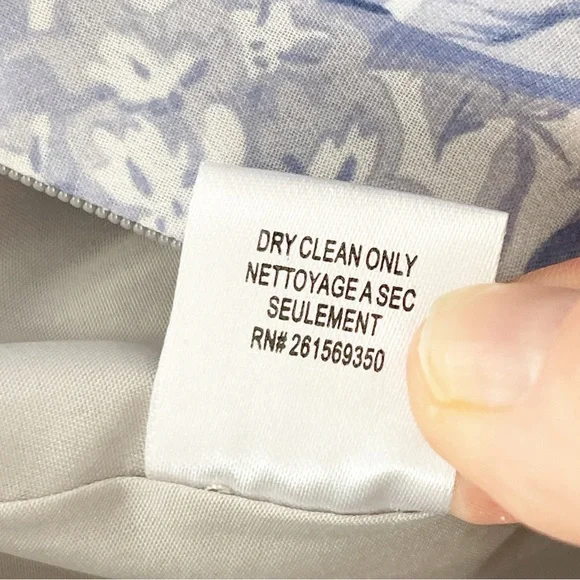 DRY CLEAN ONLY
NETTOYAGE A SEC
SEULEMENT
RN# 261569350